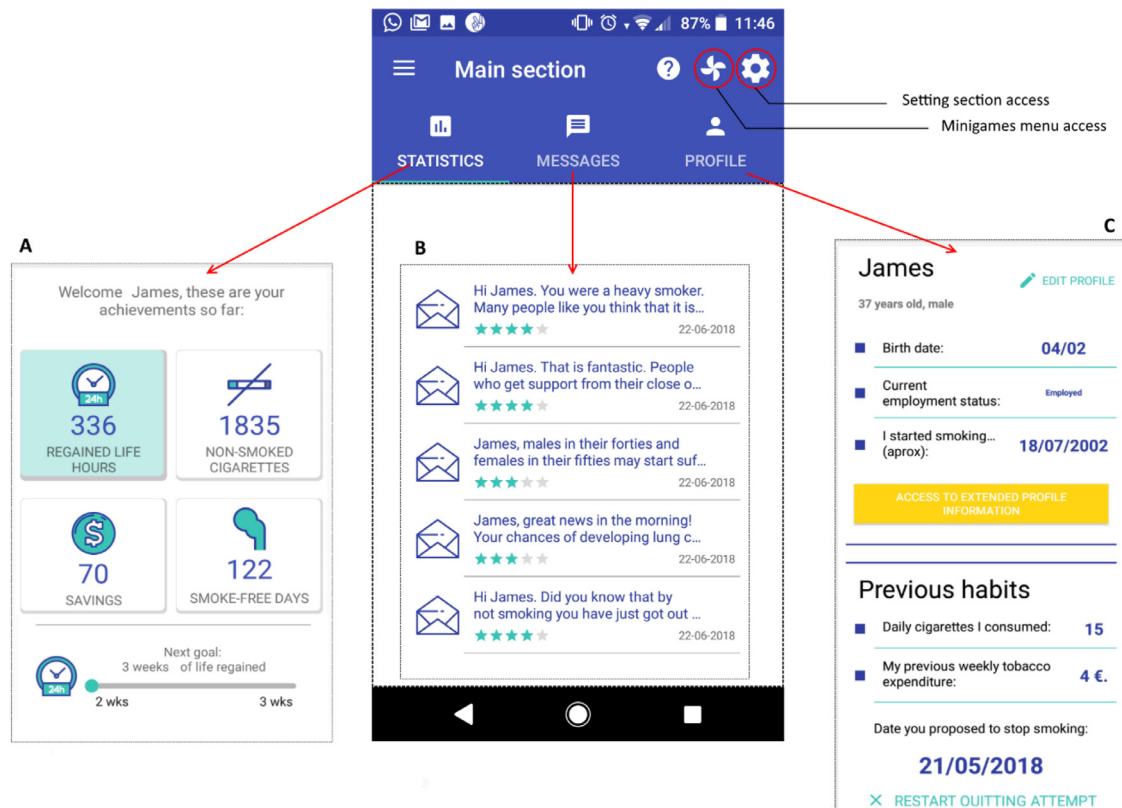 87% 11:46
Main section
Setting section access
Minigames menu access
STATISTICS
MESSAGES
PROFILE
A
Welcome James, these are your
achievements so far:
24h
336
REGAINED LIFE
HOURS
1835
NON-SMOKED
CIGARETTES
$
70
SAVINGS
122
SMOKE-FREE DAYS
Next goal:
3 weeks of life regained
24h
2 wks
3 wks
B
Hi James. You were a heavy smoker.
Many people like you think that it is...
22-06-2018
Hi James. That is fantastic. People
who get support from their close o...
22-06-2018
James, males in their forties and
females in their fifties may start suf...
22-06-2018
James, great news in the morning!
Your chances of developing lung c...
22-06-2018
Hi James. Did you know that by
not smoking you have just got out ...
22-06-2018
C
James
EDIT PROFILE
37 years old, male
Birth date: 04/02
Current
employment status: Employed
I started smoking...
(aprox): 18/07/2002
ACCESS TO EXTENDED PROFILE
INFORMATION
Previous habits
Daily cigarettes I consumed: 15
My previous weekly tobacco
expenditure: 4 €.
Date you proposed to stop smoking:
21/05/2018
RESTART QUITTING ATTEMPT